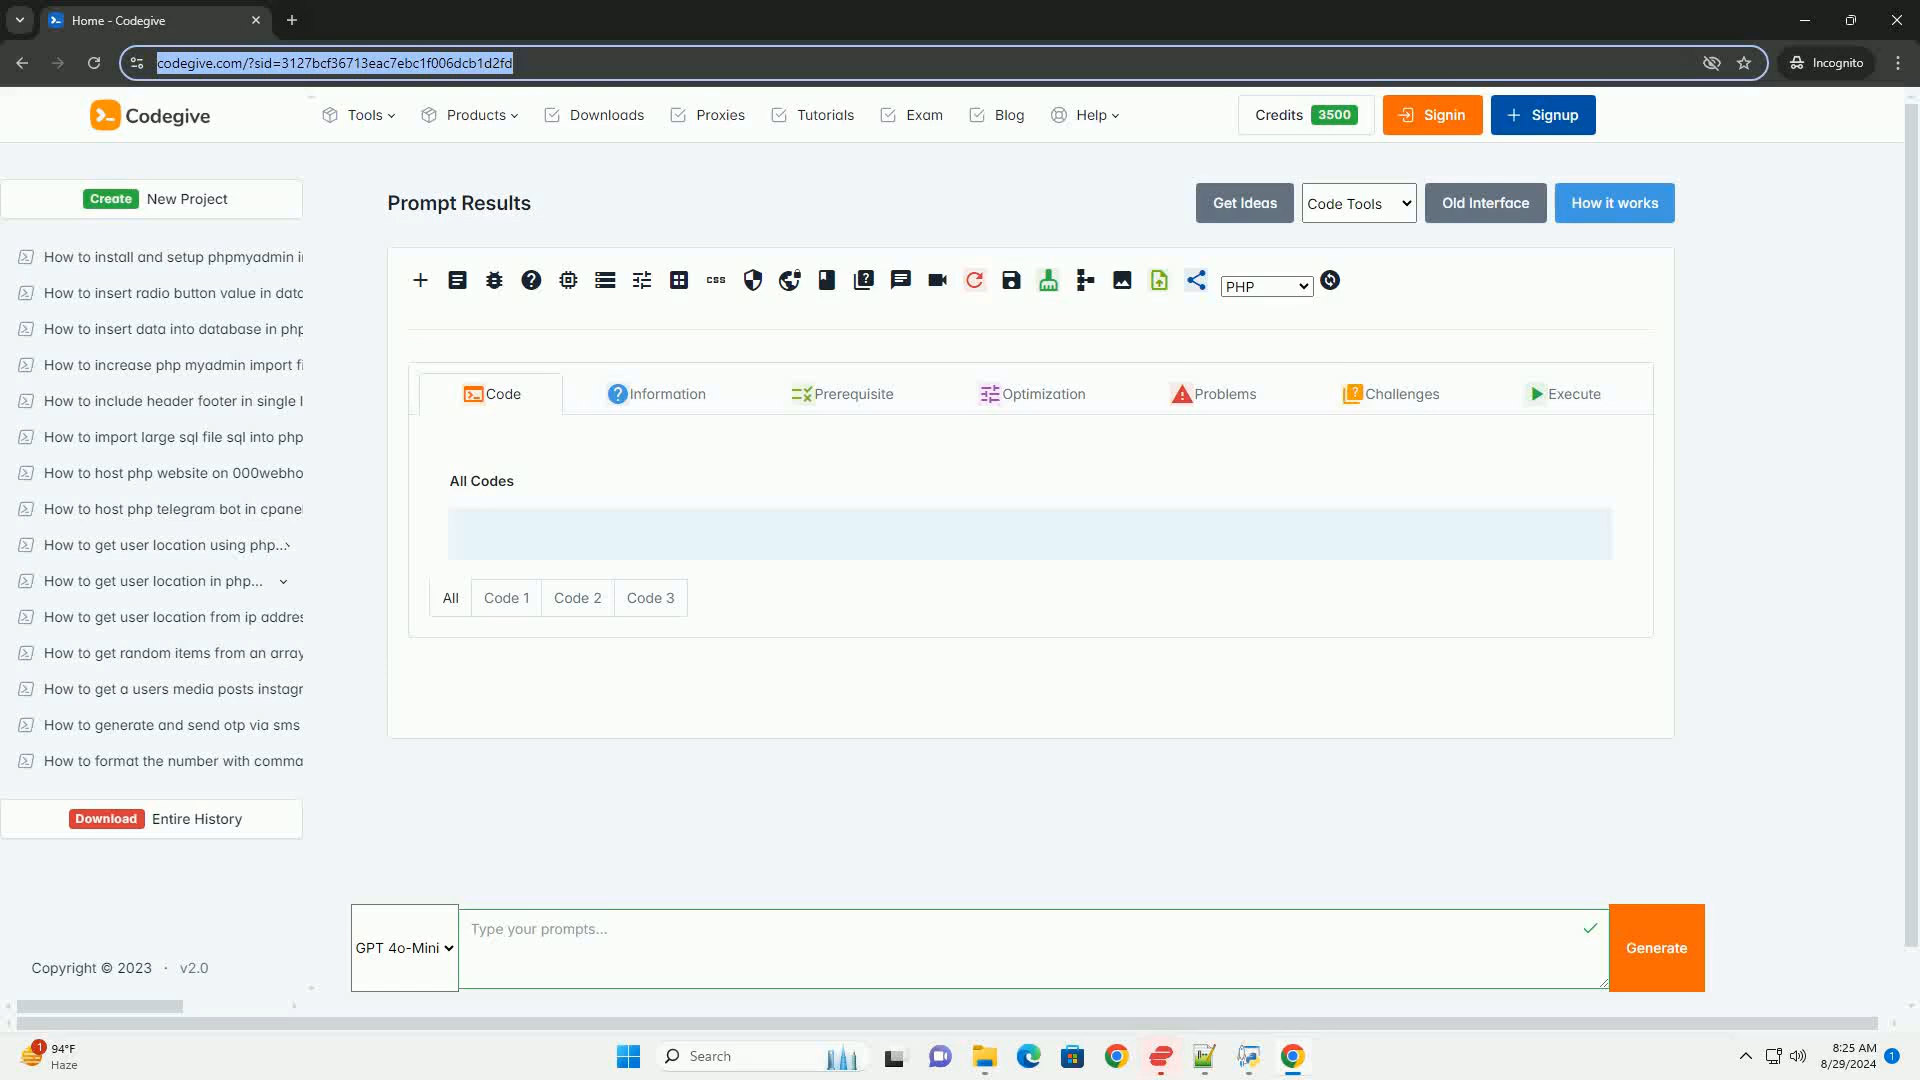 Home - Codegive
codegive.com/?sid=3127bcf36713eac7ebc1f006dcb1d2fd
Incognito
Codegive
Tools
Products
Downloads
Proxies
Tutorials
Exam
Blog
Help
Credits 3500
Signin
Signup
Create New Project
How to install and setup phpmyadmin i
How to insert radio button value in datc
How to insert data into database in php
How to increase php myadmin import fi
How to include header footer in single l
How to import large sql file sql into php
How to host php website on 000webho
How to host php telegram bot in cpane
How to get user location using php...
How to get user location in php...
How to get user location from ip addres
How to get random items from an array
How to get a users media posts instagr
How to generate and send otp via sms
How to format the number with comma
Download Entire History
Copyright © 2023 · v2.0
Prompt Results
Get Ideas
Code Tools
Old Interface
How it works
css
PHP
Code
Information
Prerequisite
Optimization
Problems
Challenges
Execute
All Codes
All
Code 1
Code 2
Code 3
GPT 4o-Mini
Type your prompts...
Generate
1
94°F
Haze
Search
8:25 AM
8/29/2024
1